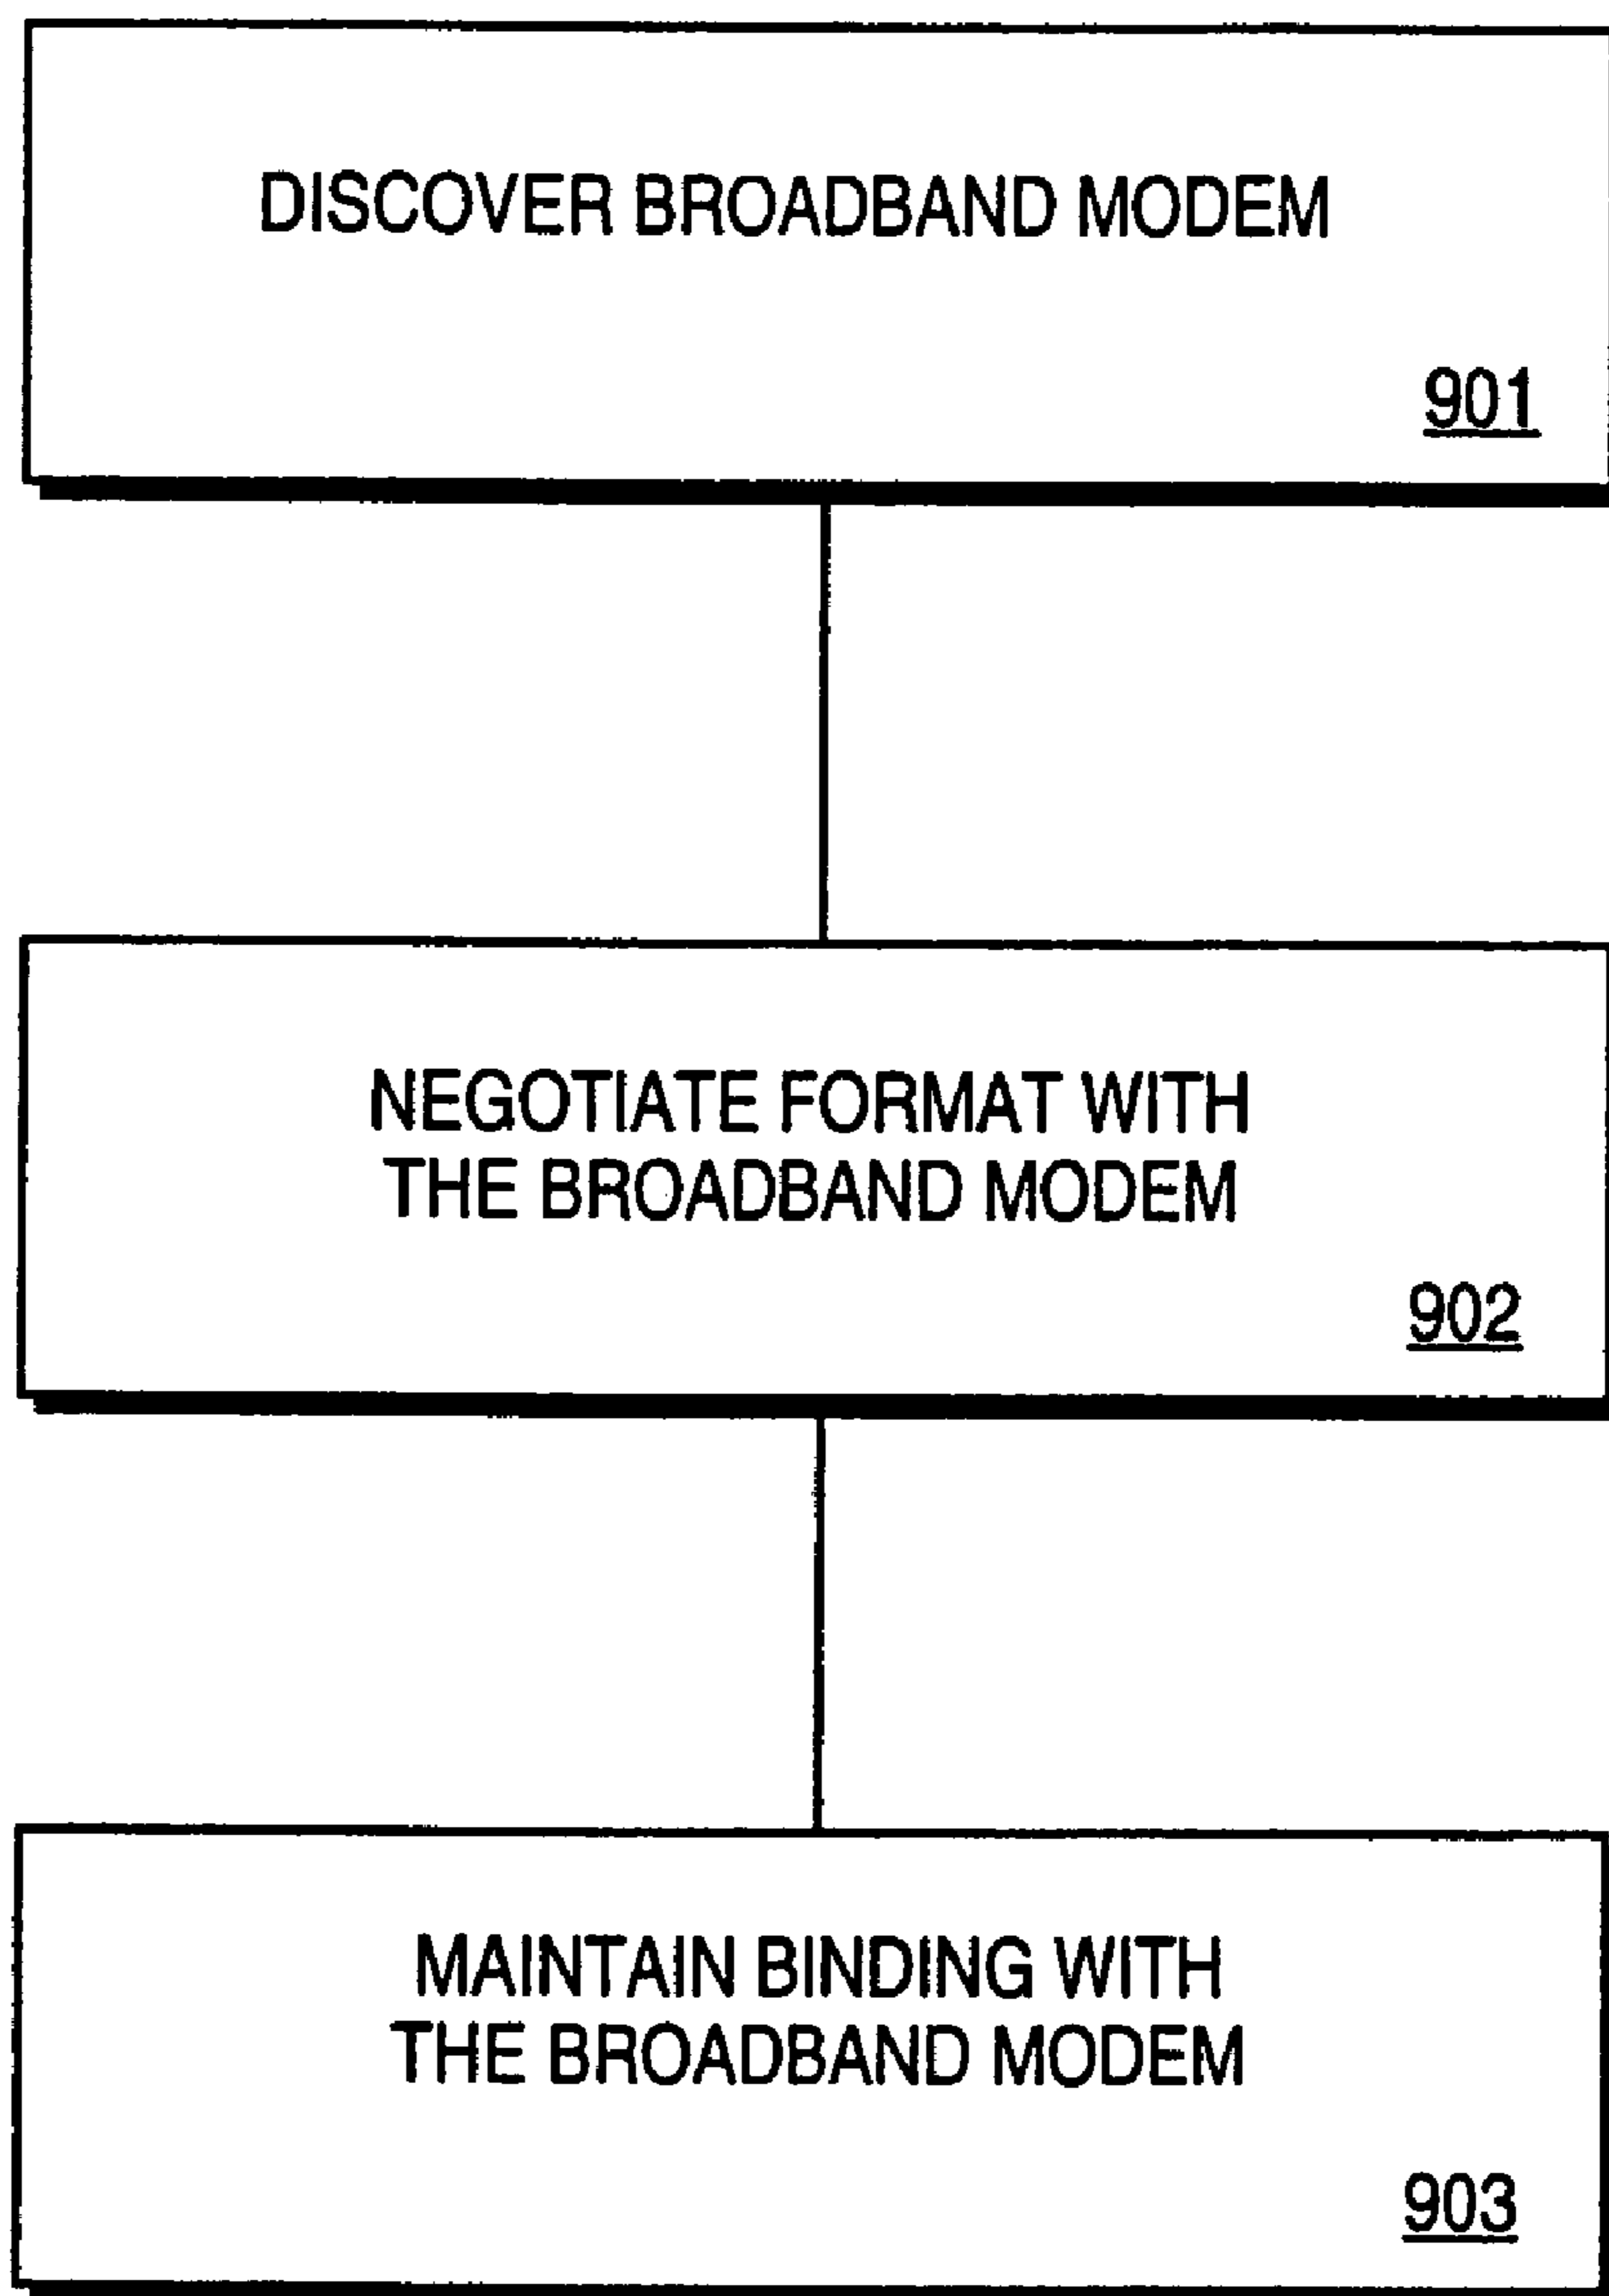 DISCOVER BROADBAND MODEM
901
NEGOTIATE FORMAT WITH
THE BROADBAND MODEM
902
MAINTAIN BINDING WITH
THE BROADBAND MODEM
903